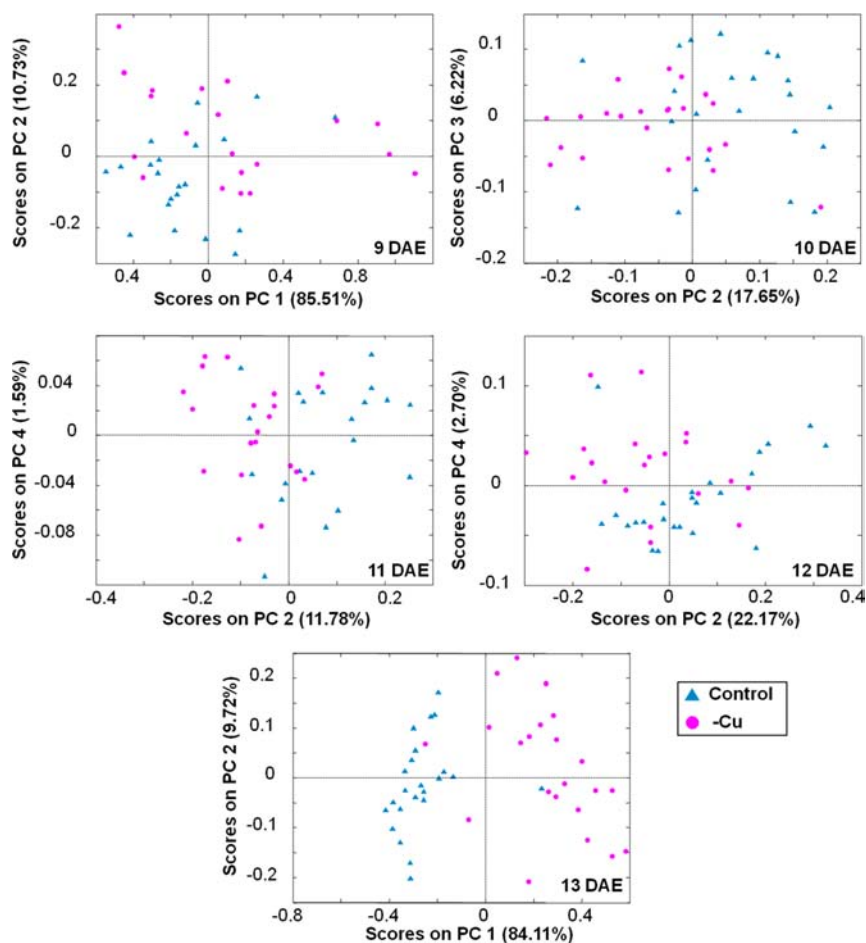 Scores on PC 2 (10.73%)
0.2
0
-0.2
0.4 0 0.4 0.8
9 DAE
Scores on PC 1 (85.51%)
Scores on PC 3 (6.22%)
0.1
0
-0.1
-0.2
-0.2 -0.1 0 0.1 0.2
10 DAE
Scores on PC 2 (17.65%)
Scores on PC 4 (1.59%)
0.04
0
-0.04
-0.08
-0.4 -0.2 0 0.2
11 DAE
Scores on PC 2 (11.78%)
Scores on PC 4 (2.70%)
0.1
0
-0.1
-0.2 0 0.2 0.4
12 DAE
Scores on PC 2 (22.17%)
Scores on PC 2 (9.72%)
0.2
0.1
0
-0.1
-0.2
-0.8 -0.4 0 0.4
13 DAE
Scores on PC 1 (84.11%)
Control
-Cu